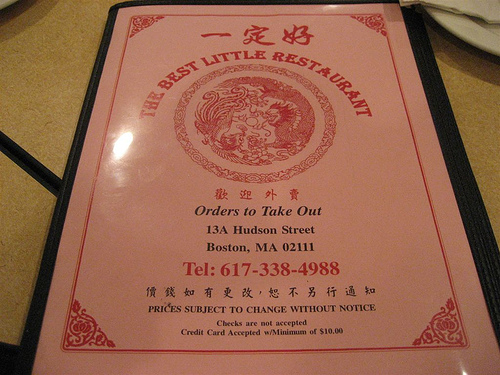 一定好
THE BEST LITTLE RESTAURANT
歡迎外賣
Orders to Take Out
13A Hudson Street
Boston, MA 02111
Tel: 617-338-4988
價錢如有更改，恕不另行通知
PRICES SUBJECT TO CHANGE WITHOUT NOTICE
Checks are not accepted
Credit Card Accepted w/Minimum of $10.00